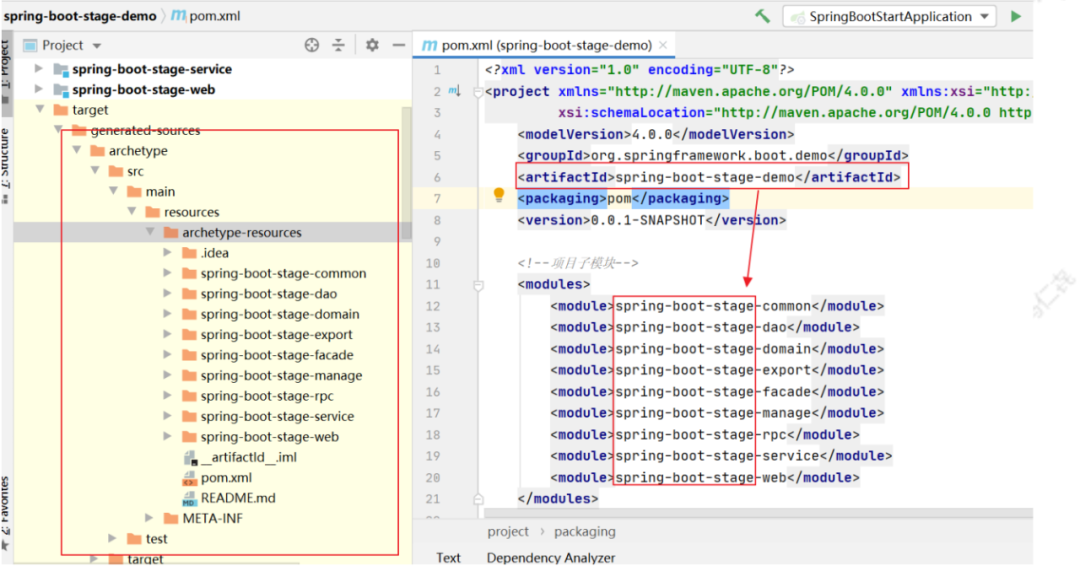 spring-boot-stage-demo pom.xml
SpringBootStartApplication
Project
pom.xml (spring-boot-stage-demo)
spring-boot-stage-service
spring-boot-stage-web
target
generated-sources
archetype
src
main
resources
archetype-resources
.idea
spring-boot-stage-common
spring-boot-stage-dao
spring-boot-stage-domain
spring-boot-stage-export
spring-boot-stage-facade
spring-boot-stage-manage
spring-boot-stage-rpc
spring-boot-stage-service
spring-boot-stage-web
__artifactId__.iml
pom.xml
README.md
META-INF
test
target
1 <?xml version="1.0" encoding="UTF-8"?>
2 <project xmlns="http://maven.apache.org/POM/4.0.0" xmlns:xsi="http:/
3 xsi:schemaLocation="http://maven.apache.org/POM/4.0.0 http
4 <modelVersion>4.0.0</modelVersion>
5 <groupId>org.springframework.boot.demo</groupId>
6 <artifactId>spring-boot-stage-demo</artifactId>
7 <packaging>pom</packaging>
8 <version>0.0.1-SNAPSHOT</version>
9
10 <!--项目子模块-->
11 <modules>
12 <module>spring-boot-stage-common</module>
13 <module>spring-boot-stage-dao</module>
14 <module>spring-boot-stage-domain</module>
15 <module>spring-boot-stage-export</module>
16 <module>spring-boot-stage-facade</module>
17 <module>spring-boot-stage-manage</module>
18 <module>spring-boot-stage-rpc</module>
19 <module>spring-boot-stage-service</module>
20 <module>spring-boot-stage-web</module>
21 </modules>
project › packaging
Text Dependency Analyzer
1: Project
7: Structure
2: Favorites